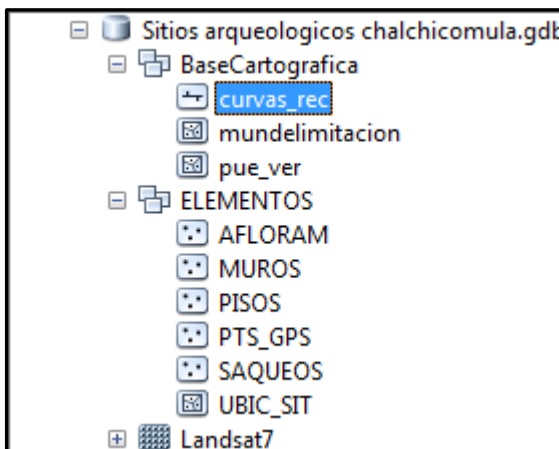 Sitios arqueologicos chalchicomula.gdb
BaseCartografica
curvas_rec
mundelimitacion
pue_ver
ELEMENTOS
AFLORAM
MUROS
PISOS
PTS_GPS
SAQUEOS
UBIC_SIT
Landsat7